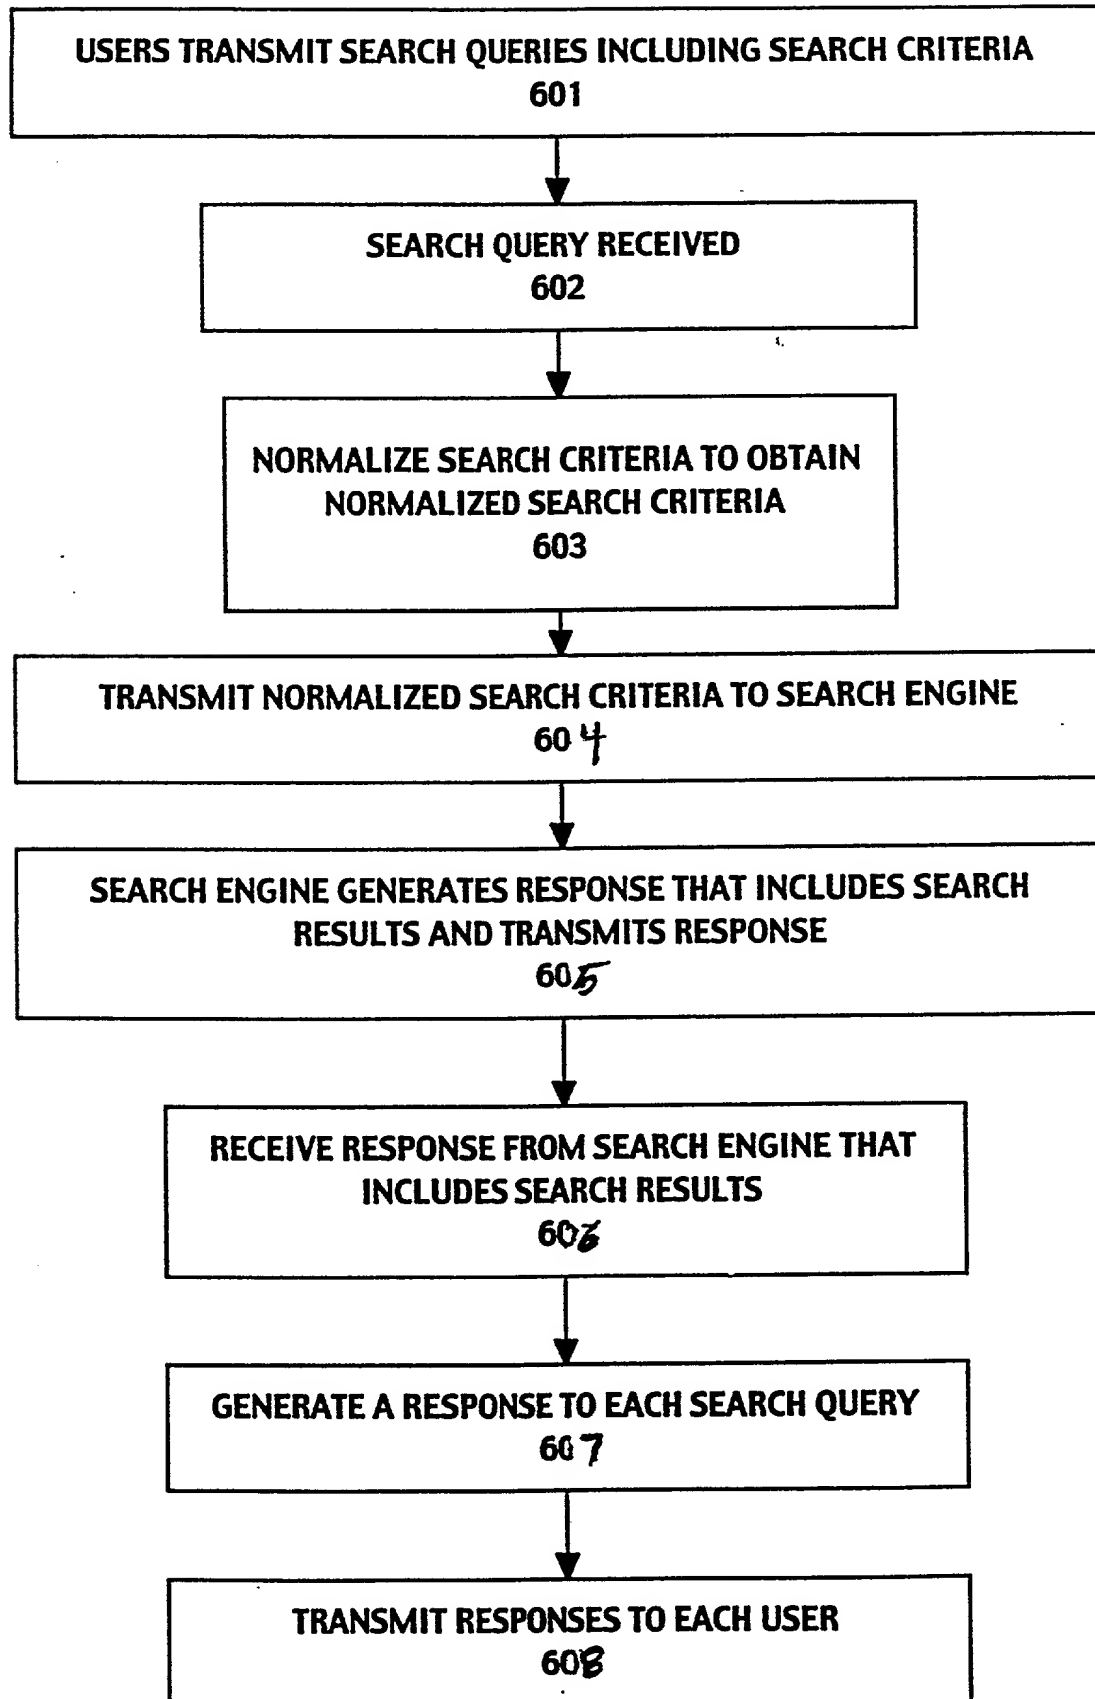 USERS TRANSMIT SEARCH QUERIES INCLUDING SEARCH CRITERIA
601
SEARCH QUERY RECEIVED
602
NORMALIZE SEARCH CRITERIA TO OBTAIN
NORMALIZED SEARCH CRITERIA
603
TRANSMIT NORMALIZED SEARCH CRITERIA TO SEARCH ENGINE
604
SEARCH ENGINE GENERATES RESPONSE THAT INCLUDES SEARCH
RESULTS AND TRANSMITS RESPONSE
605
RECEIVE RESPONSE FROM SEARCH ENGINE THAT
INCLUDES SEARCH RESULTS
606
GENERATE A RESPONSE TO EACH SEARCH QUERY
607
TRANSMIT RESPONSES TO EACH USER
608